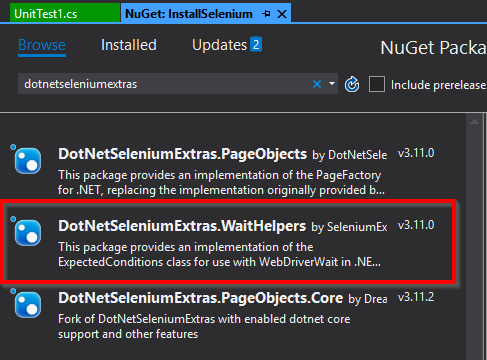 UnitTest1.cs
NuGet: InstallSelenium
Browse Installed Updates 2
NuGet Packa
dotnetseleniumextras
Include prerelease
DotNetSeleniumExtras.PageObjects by DotNetSele v3.11.0
This package provides an implementation of the PageFactory
for .NET, replacing the implementation originally provided b...
DotNetSeleniumExtras.WaitHelpers by SeleniumEx v3.11.0
This package provides an implementation of the
ExpectedConditions class for use with WebDriverWait in .NE...
DotNetSeleniumExtras.PageObjects.Core by Drea v3.11.2
Fork of DotNetSeleniumExtras with enabled dotnet core
support and other features